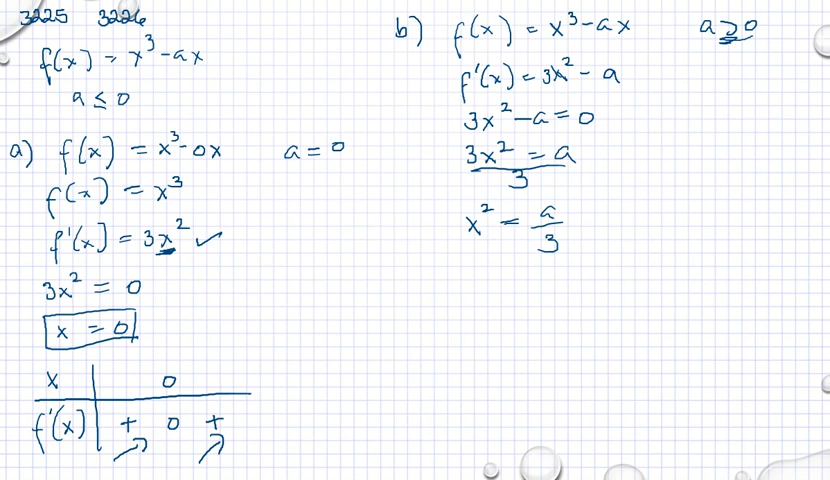 3225 3226
f(x) = x³-ax
a ≤ 0
a) f(x) = x³-0x a = 0
f(x) = x³
f'(x) = 3x² ✓
3x² = 0
x = 0
x 0
f'(x) + 0 +
b) f(x) = x³-ax a ≥ 0
f'(x) = 3x² - a
3x² - a = 0
3x² = a
3
x² = a/3